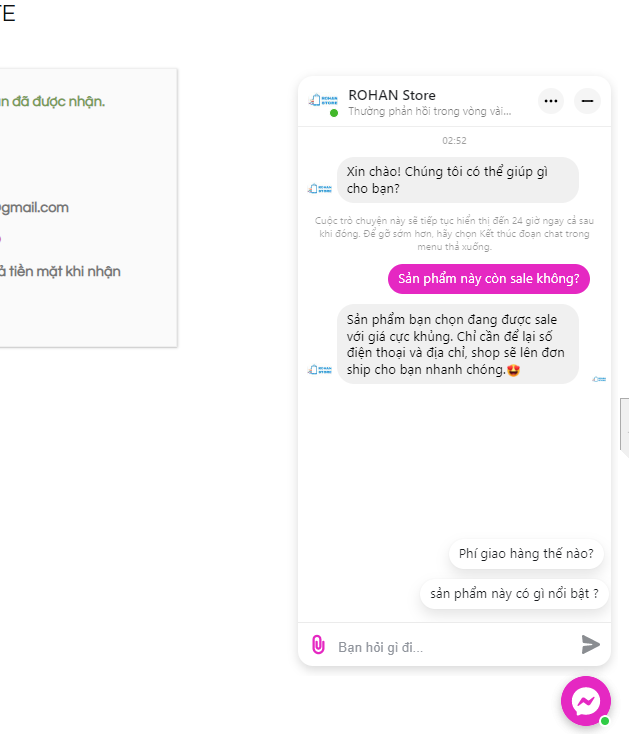 TE
n đã được nhận.
@gmail.com
ả tiền mặt khi nhận
ROHAN
STORE
ROHAN Store
Thường phản hồi trong vòng vài...
02:52
Xin chào! Chúng tôi có thể giúp gì
cho bạn?
Cuộc trò chuyện này sẽ tiếp tục hiển thị đến 24 giờ ngay cả sau
khi đóng. Để gỡ sớm hơn, hãy chọn Kết thúc đoạn chat trong
menu thả xuống.
Sản phẩm này còn sale không?
Sản phẩm bạn chọn đang được sale
với giá cực khủng. Chỉ cần để lại số
điện thoại và địa chỉ, shop sẽ lên đơn
ship cho bạn nhanh chóng.😍
Phí giao hàng thế nào?
sản phẩm này có gì nổi bật ?
Bạn hỏi gì đi...